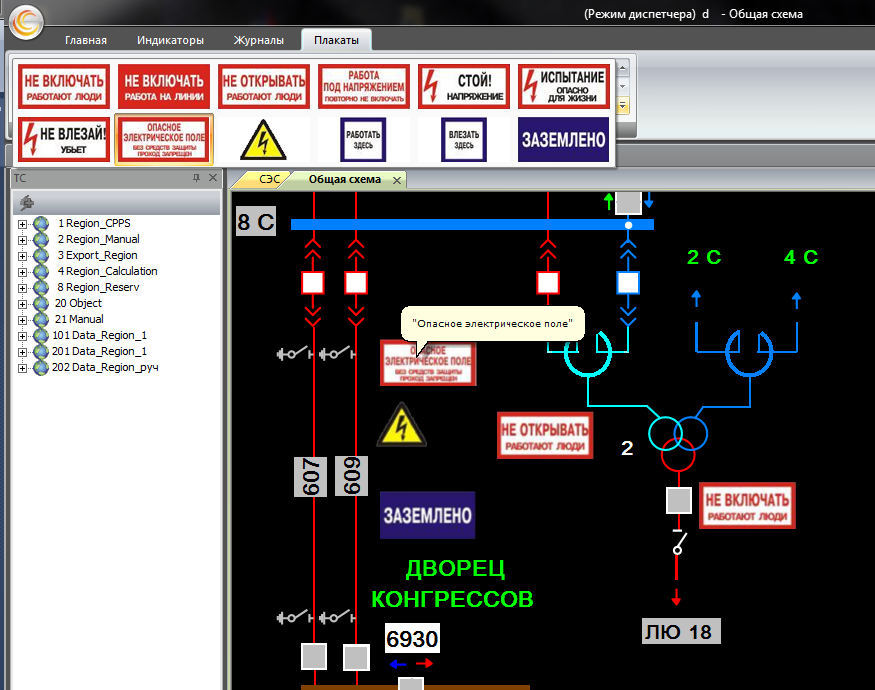 (Режим диспетчера) d - Общая схема
Главная Индикаторы Журналы Плакаты
НЕ ВКЛЮЧАТЬ
РАБОТАЮТ ЛЮДИ
НЕ ВКЛЮЧАТЬ
РАБОТА НА ЛИНИИ
НЕ ОТКРЫВАТЬ
РАБОТАЮТ ЛЮДИ
РАБОТА
ПОД НАПРЯЖЕНИЕМ
ПОВТОРНО НЕ ВКЛЮЧАТЬ
СТОЙ!
НАПРЯЖЕНИЕ
ИСПЫТАНИЕ
ОПАСНО
ДЛЯ ЖИЗНИ
НЕ ВЛЕЗАЙ!
УБЬЕТ
ОПАСНОЕ
ЭЛЕКТРИЧЕСКОЕ ПОЛЕ
БЕЗ СРЕДСТВ ЗАЩИТЫ
ПРОХОД ЗАПРЕЩЕН
РАБОТАТЬ
ЗДЕСЬ
ВЛЕЗАТЬ
ЗДЕСЬ
ЗАЗЕМЛЕНО
ТС
1 Region_CPPS
2 Region_Manual
3 Export_Region
4 Region_Calculation
8 Region_Reserv
20 Object
21 Manual
101 Data_Region_1
201 Data_Region_1
202 Data_Region_руч
СЭС Общая схема
8 С
2 С 4 С
"Опасное электрическое поле"
ОПАСНОЕ
ЭЛЕКТРИЧЕСКОЕ ПОЛЕ
БЕЗ СРЕДСТВ ЗАЩИТЫ
ПРОХОД ЗАПРЕЩЕН
НЕ ОТКРЫВАТЬ
РАБОТАЮТ ЛЮДИ
2
607 609
НЕ ВКЛЮЧАТЬ
РАБОТАЮТ ЛЮДИ
ЗАЗЕМЛЕНО
ДВОРЕЦ
КОНГРЕССОВ
6930
ЛЮ 18